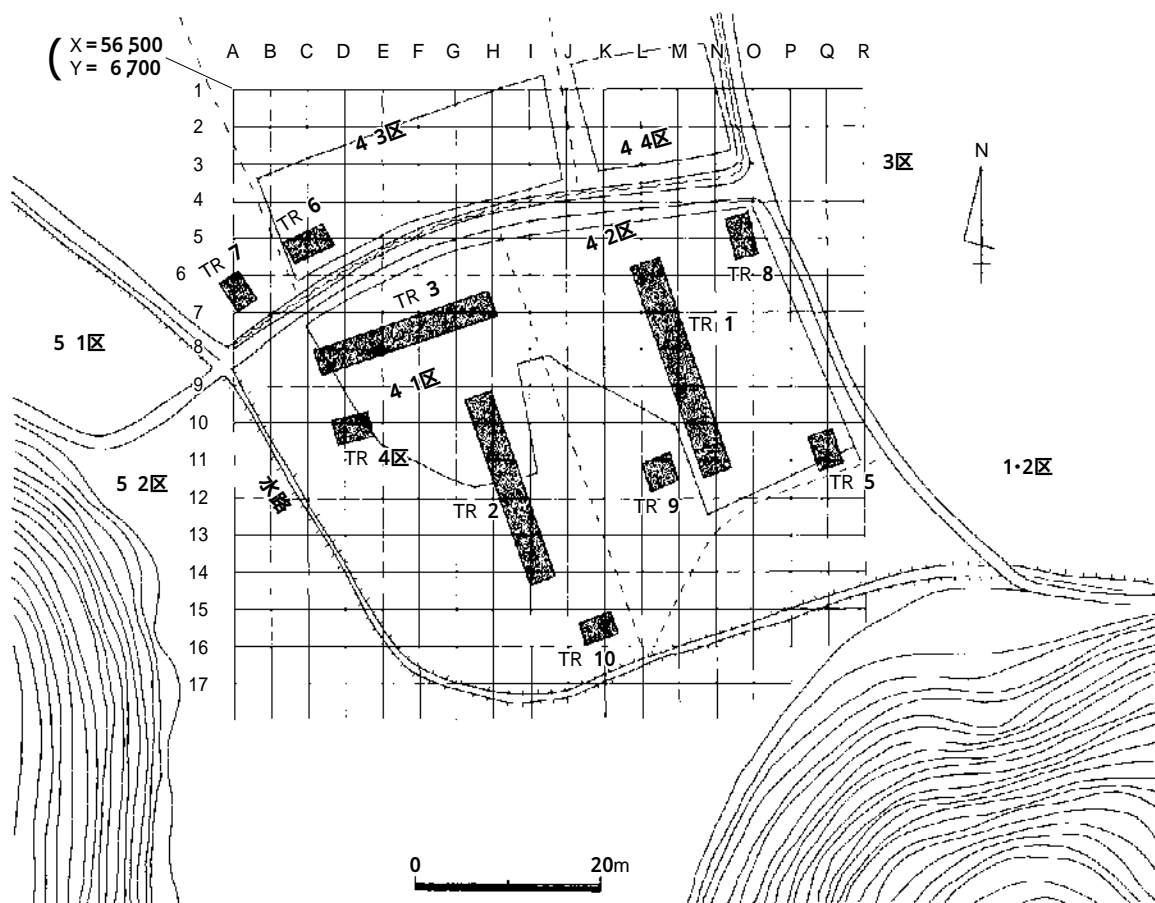 ( X = 56,500
Y = 6,700
A B C D E F G H I J K L M N O P Q R
1
2
3
4
5
6
7
8
9
10
11
12
13
14
15
16
17
4 3区
4 4区
3区
N
TR 6
4 2区
TR 7
TR 8
TR 3
TR 1
5 1区
4 1区
TR 4区
1・2区
5 2区
水路
TR 2
TR 9
TR 5
TR 10
0 20m